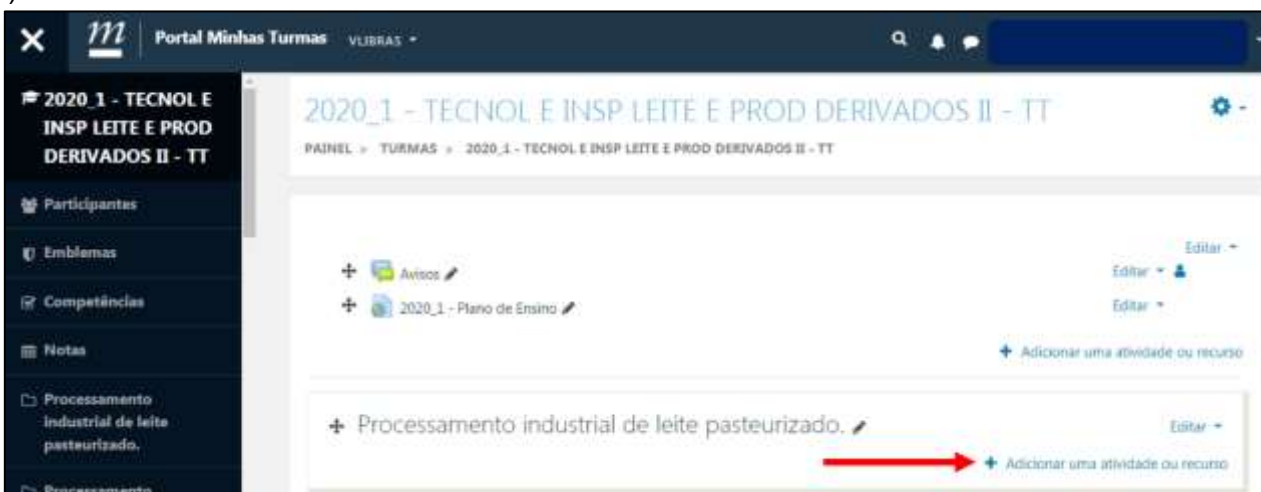 )
m
Portal Minhas Turmas
VLIBRAS
2020_1 - TECNOL E
INSP LEITE E PROD
DERIVADOS II - TT
Participantes
Emblemas
Competências
Notas
Processamento
industrial de leite
pasteurizado.
Processamento
2020_1 - TECNOL E INSP LEITE E PROD DERIVADOS II - TT
PAINEL > TURMAS > 2020_1 - TECNOL E INSP LEITE E PROD DERIVADOS II - TT
Editar
Avisos
Editar
2020_1 - Plano de Ensino
Editar
+ Adicionar uma atividade ou recurso
Processamento industrial de leite pasteurizado.
Editar
+ Adicionar uma atividade ou recurso